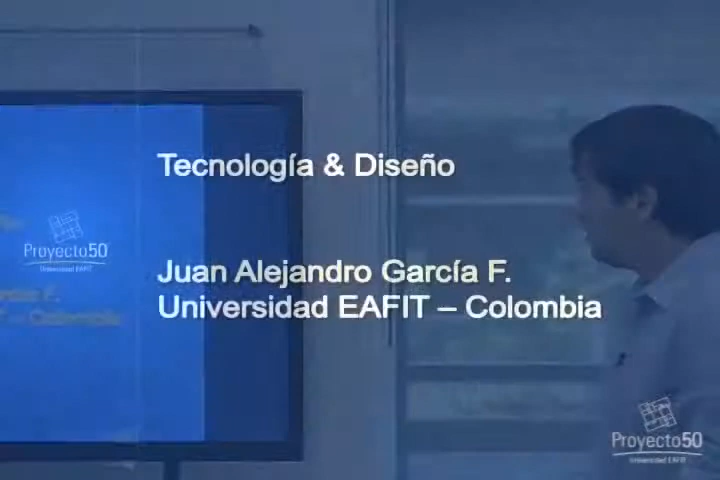 Tecnología & Diseño
Proyecto50
Universidad EAFIT
Juan Alejandro García F.
Universidad EAFIT – Colombia
Proyecto50
Universidad EAFIT